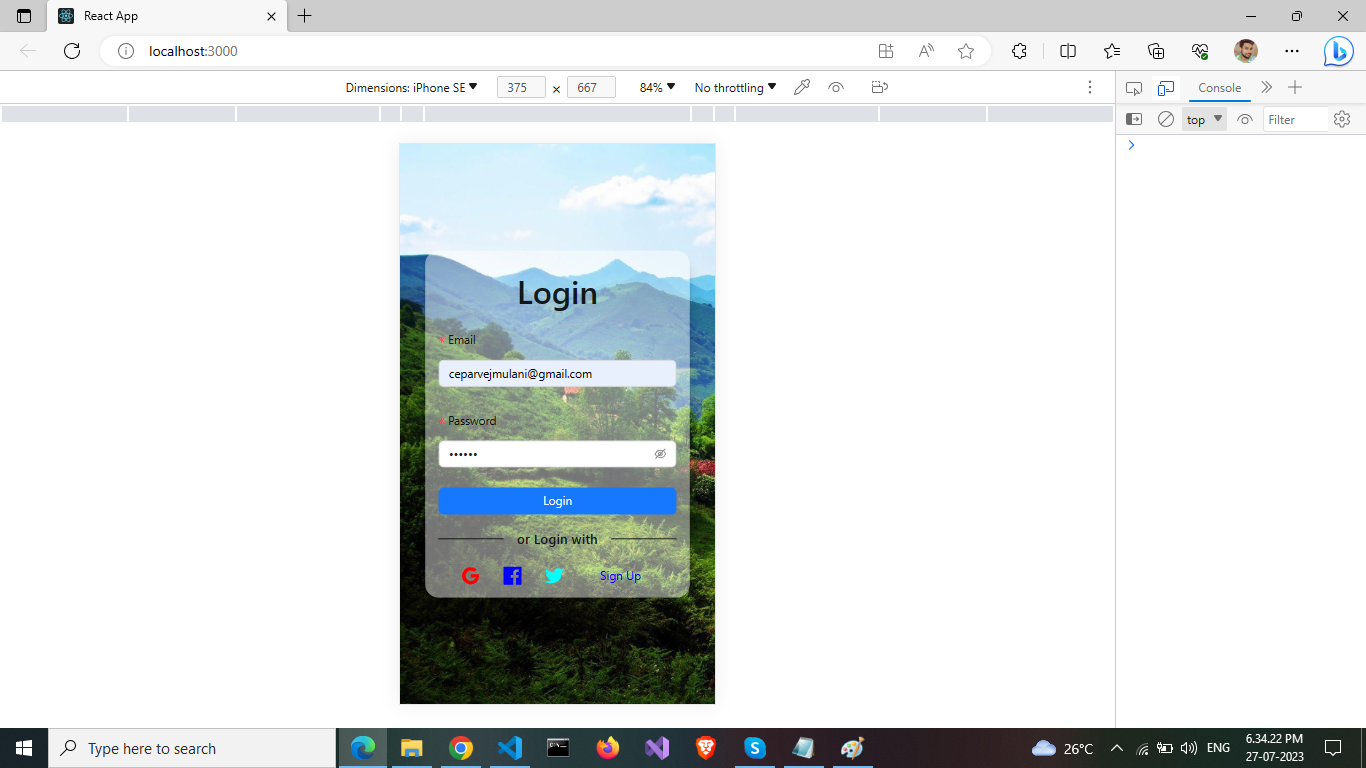 React App
localhost:3000
Dimensions: iPhone SE 375 × 667 84% No throttling
Console
top Filter
Login
* Email
ceparvejmulani@gmail.com
* Password
••••••
Login
or Login with
Sign Up
Type here to search
26°C ENG 6.34.22 PM
27-07-2023